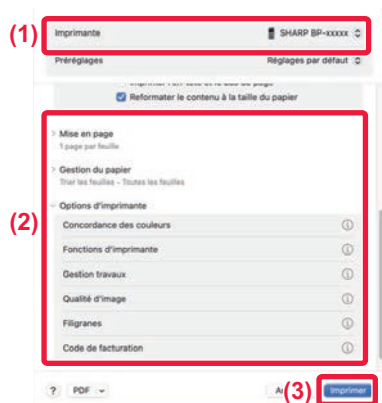 (1)
Imprimante SHARP BP-xxxxx
Préréglages Réglages par défaut
Reformater le contenu à la taille du papier
(2)
Mise en page
1 page par feuille
Gestion du papier
Trier les feuilles – Toutes les feuilles
Options d'imprimante
Concordance des couleurs
Fonctions d'imprimante
Gestion travaux
Qualité d'image
Filigranes
Code de facturation
? PDF (3) Imprimer